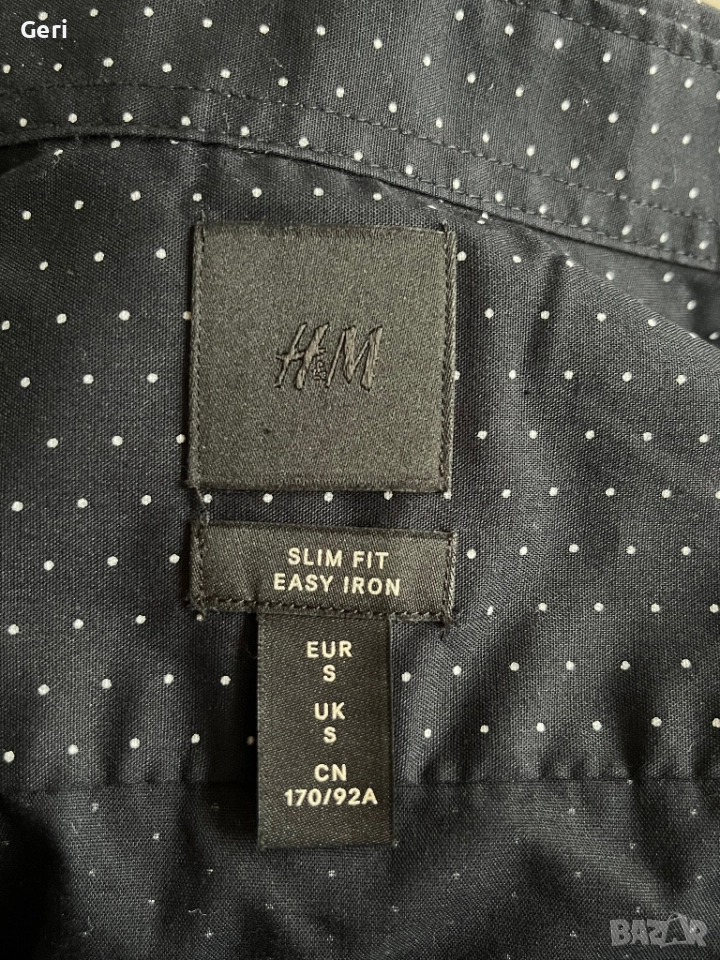 Geri
H&M
SLIM FIT
EASY IRON
EUR
S
UK
S
CN
170/92A
BAZAR